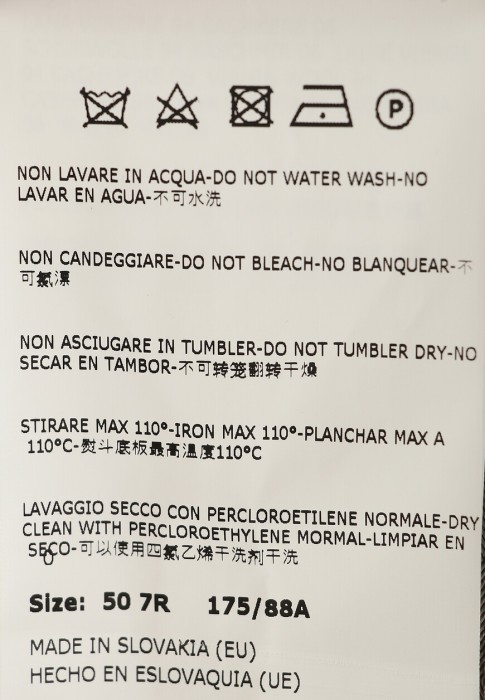 P
NON LAVARE IN ACQUA-DO NOT WATER WASH-NO
LAVAR EN AGUA-不可水洗
NON CANDEGGIARE-DO NOT BLEACH-NO BLANQUEAR-不
可氯漂
NON ASCIUGARE IN TUMBLER-DO NOT TUMBLER DRY-NO
SECAR EN TAMBOR-不可转笼翻转干燥
STIRARE MAX 110°-IRON MAX 110°-PLANCHAR MAX A
110°C-熨斗底板最高温度110°C
LAVAGGIO SECCO CON PERCLOROETILENE NORMALE-DRY
CLEAN WITH PERCLOROETHYLENE MORMAL-LIMPIAR EN
SECO-可以使用四氯乙烯干洗剂干洗
Size: 50 7R 175/88A
MADE IN SLOVAKIA (EU)
HECHO EN ESLOVAQUIA (UE)